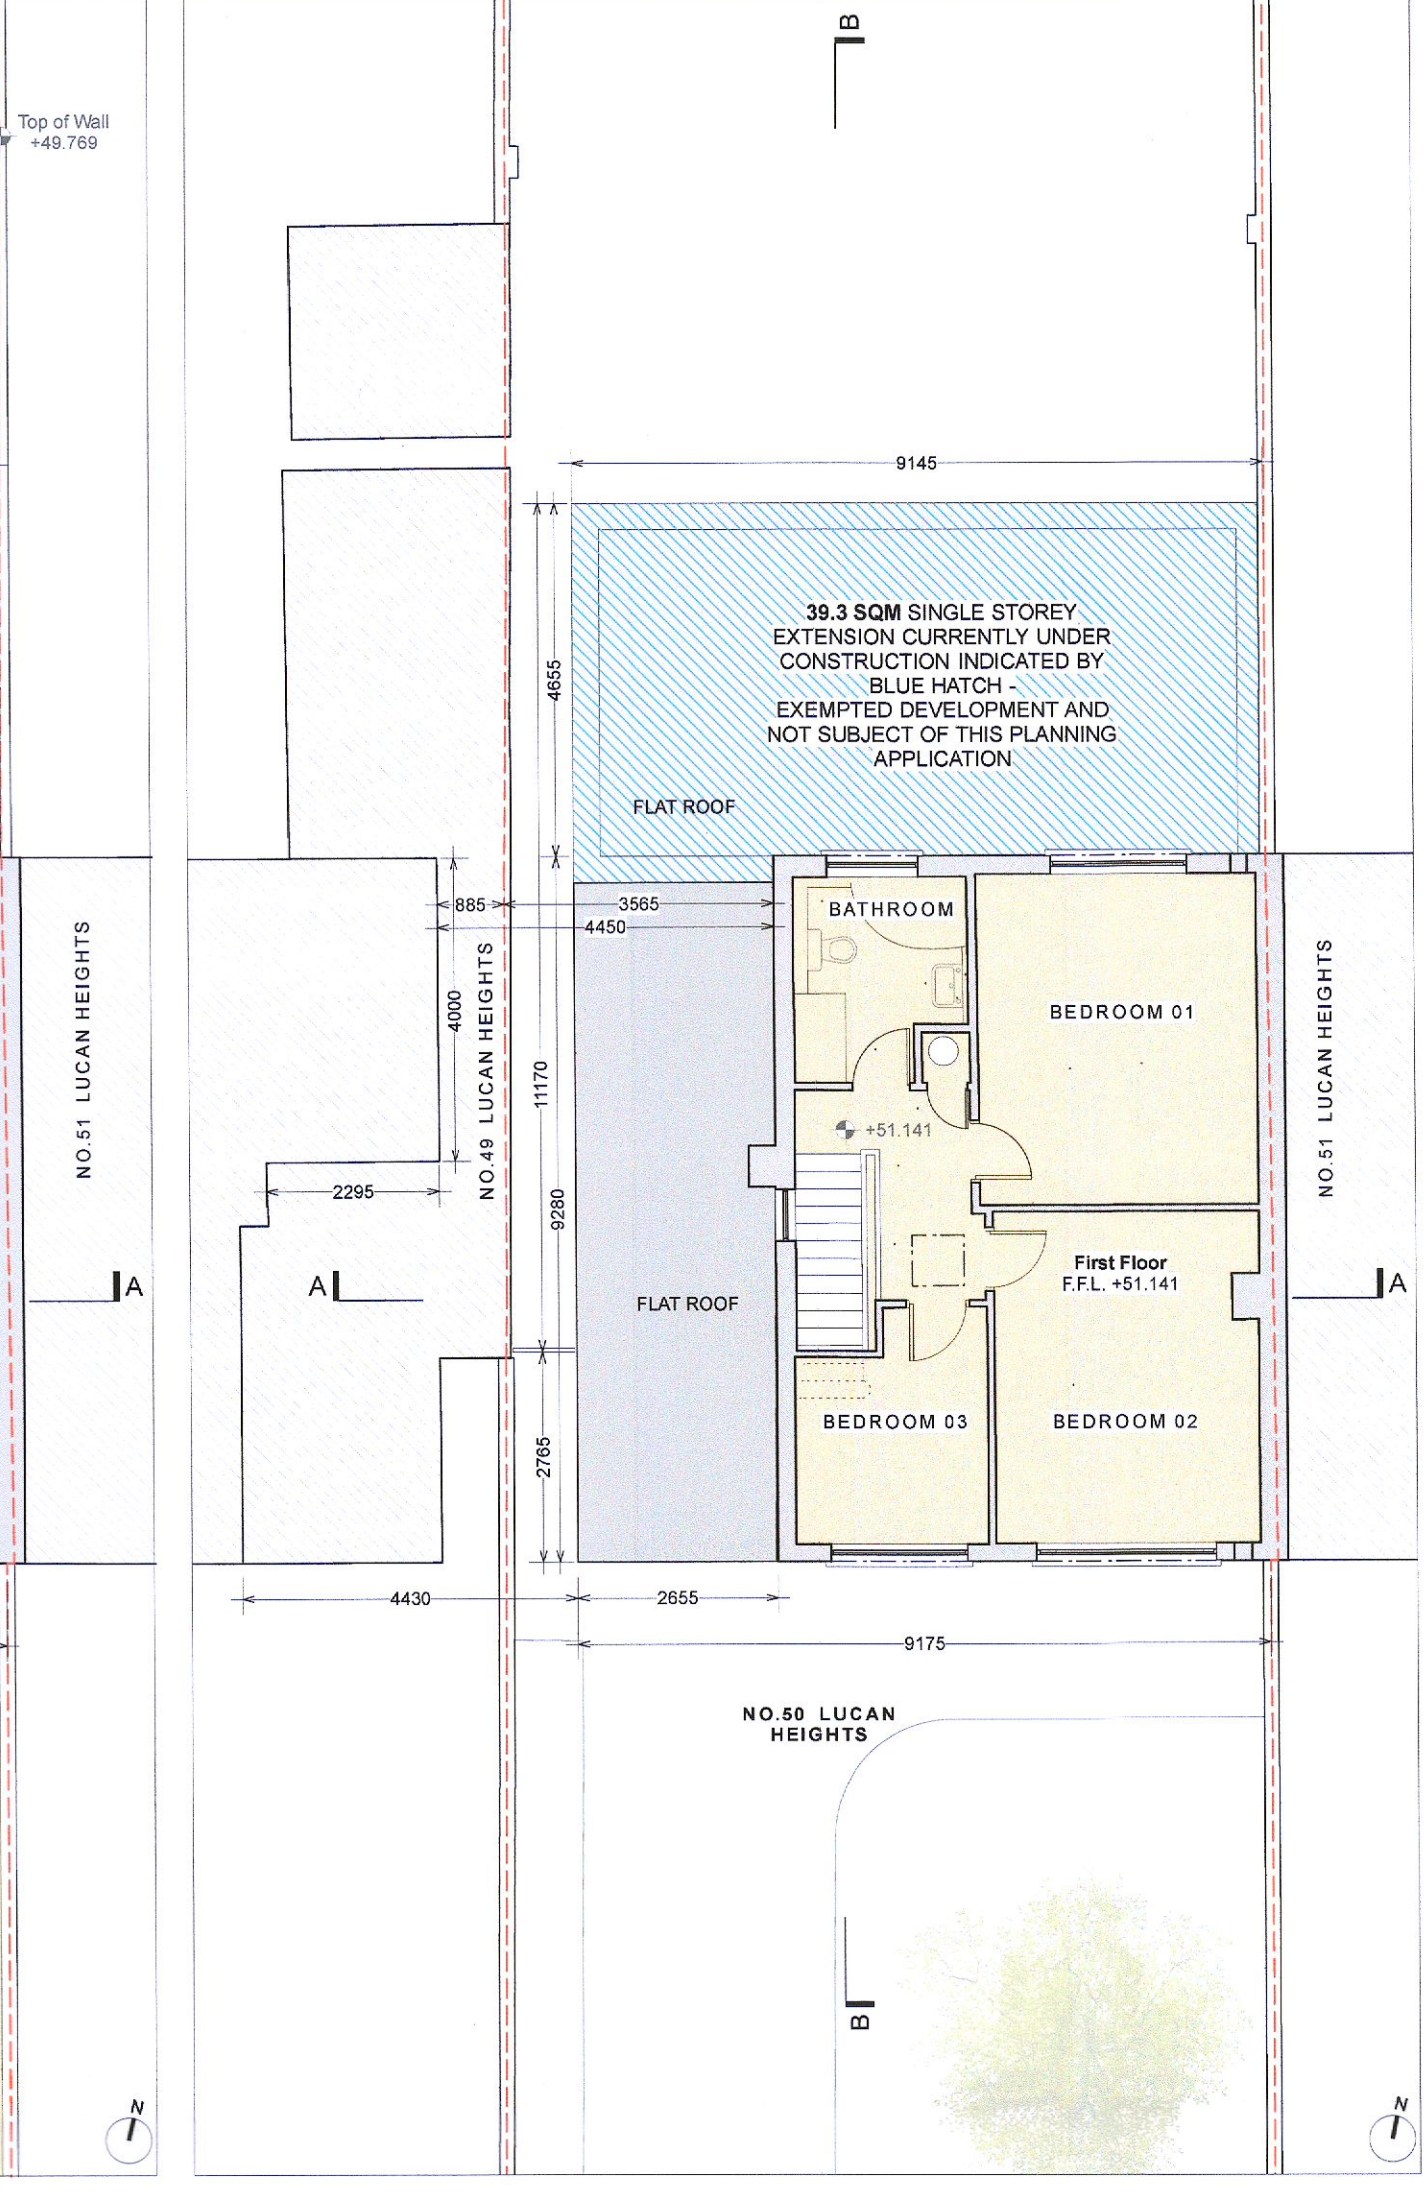 B
Top of Wall
+49.769
9145
39.3 SQM SINGLE STOREY
EXTENSION CURRENTLY UNDER
CONSTRUCTION INDICATED BY
BLUE HATCH -
EXEMPTED DEVELOPMENT AND
NOT SUBJECT OF THIS PLANNING
APPLICATION
4655
FLAT ROOF
885
3565
4450
BATHROOM
NO.51 LUCAN HEIGHTS
4000
NO.49 LUCAN HEIGHTS
BEDROOM 01
NO.51 LUCAN HEIGHTS
11170
+51.141
2295
9280
First Floor
F.F.L. +51.141
A
A
A
FLAT ROOF
2765
BEDROOM 03
BEDROOM 02
4430
2655
9175
NO.50 LUCAN
HEIGHTS
B
N
N